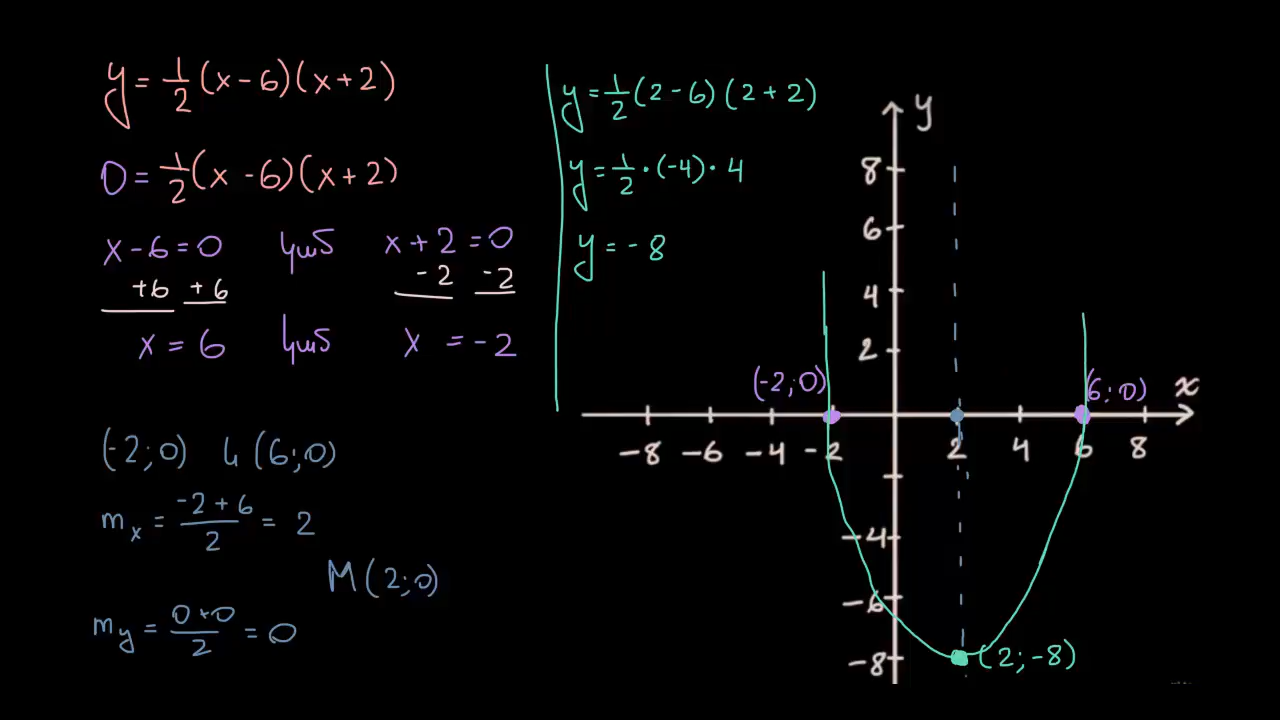 y = 1/2 (x - 6)(x + 2)
0 = 1/2 (x - 6)(x + 2)
x - 6 = 0 կամ x + 2 = 0
+6 +6 -2 -2
x = 6 կամ x = -2
(-2; 0) և (6; 0)
m_x = (-2 + 6)/2 = 2
M (2; 0)
m_y = (0 + 0)/2 = 0
y = 1/2 (2 - 6)(2 + 2)
y = 1/2 · (-4) · 4
y = -8
y
8
6
4
2
(-2; 0) (6; 0) x
-8 -6 -4 -2 2 4 6 8
-4
-6
-8 (2; -8)